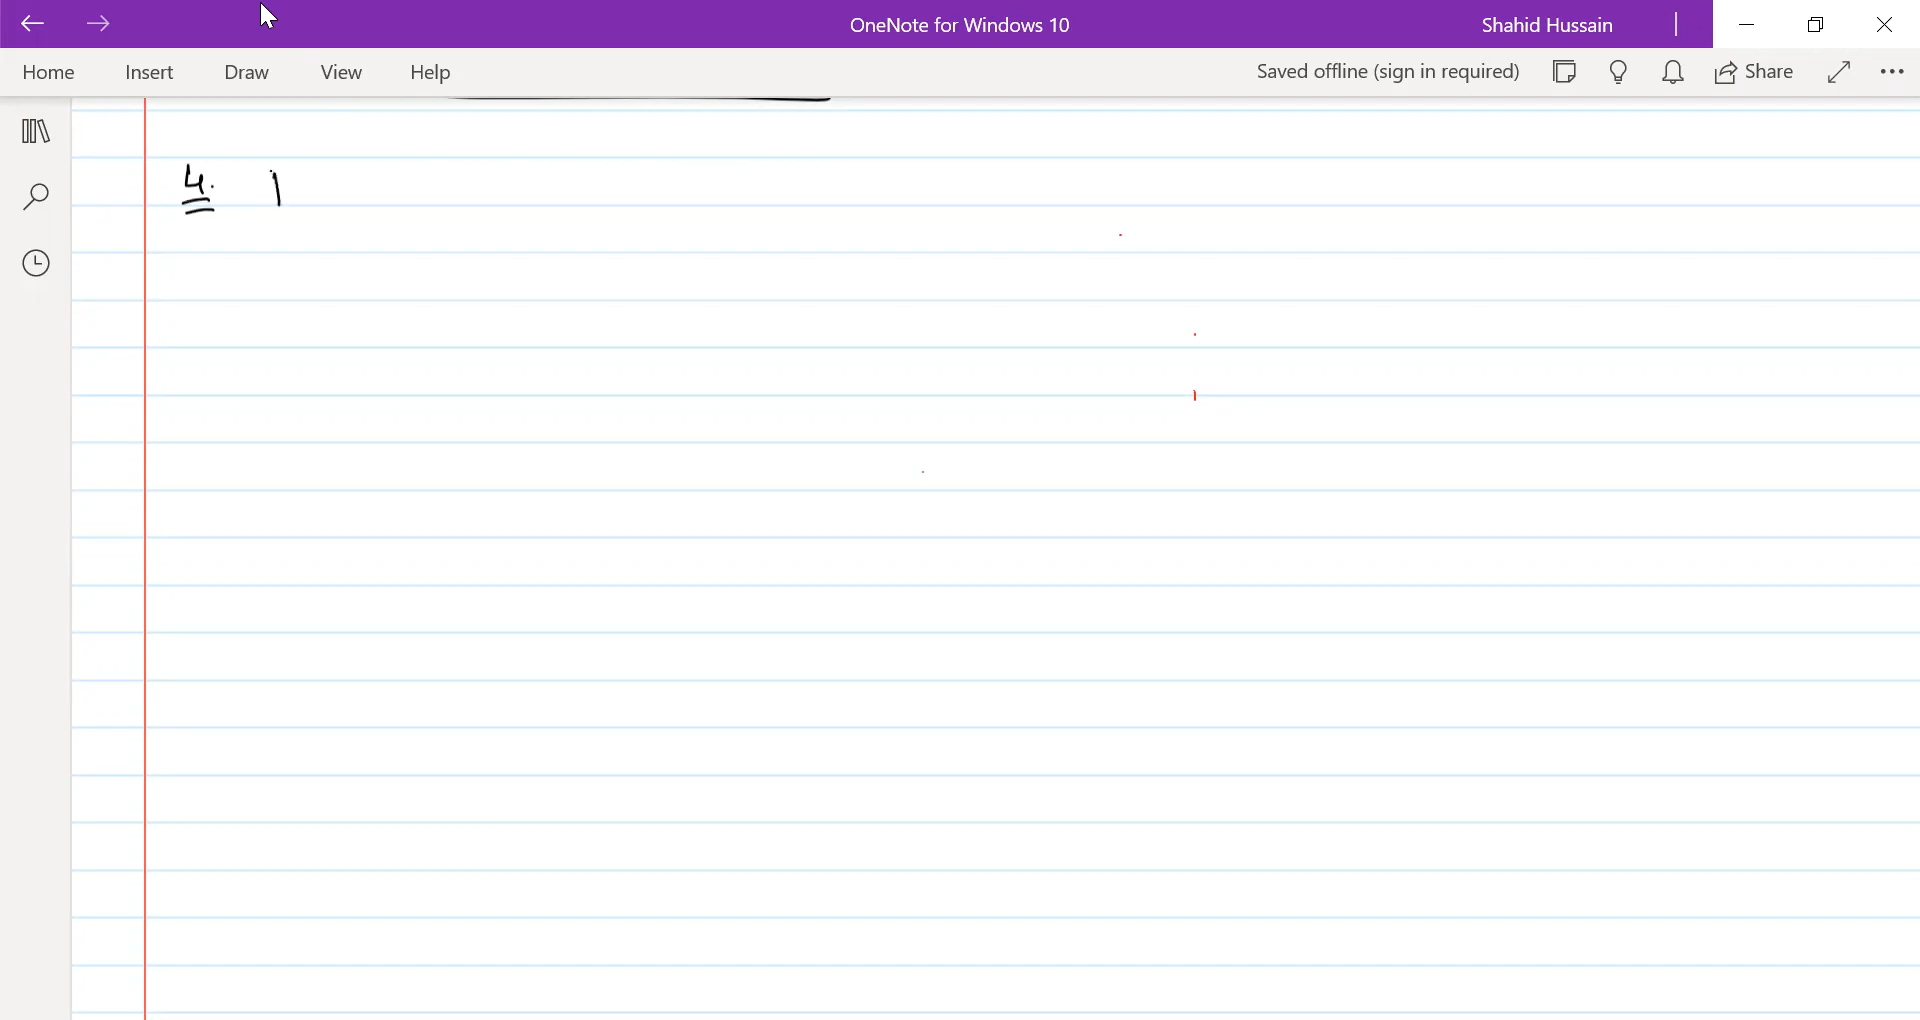 OneNote for Windows 10
Shahid Hussain
Home Insert Draw View Help
Saved offline (sign in required)
Share
4.